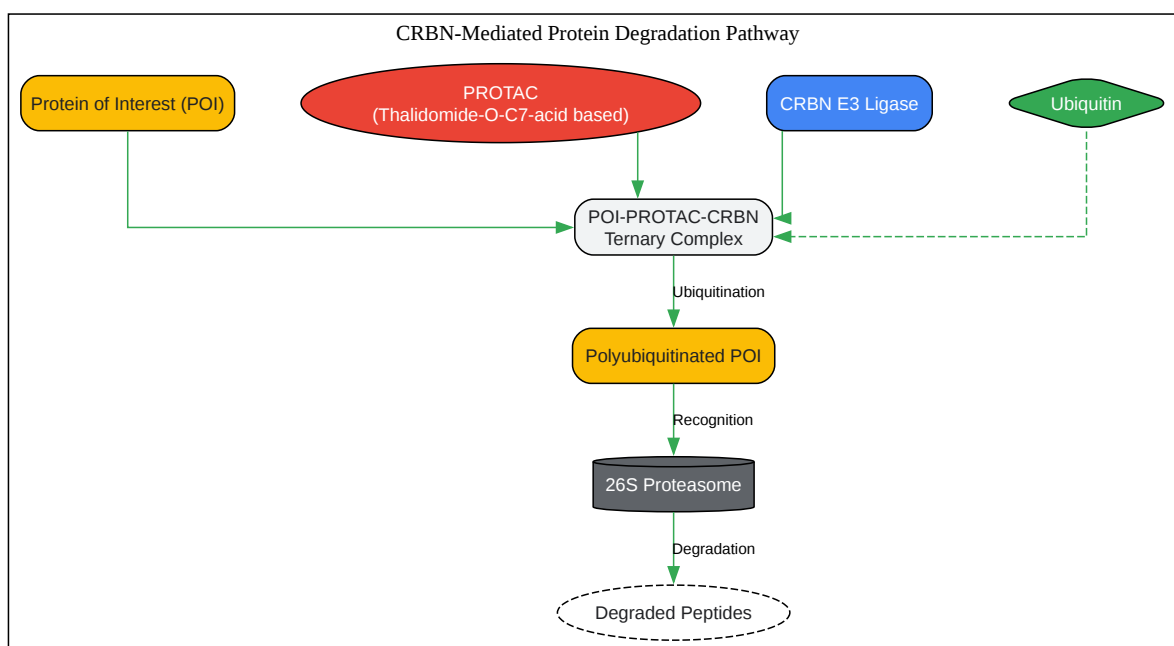 CRBN-Mediated Protein Degradation Pathway
Protein of Interest (POI)
PROTAC
(Thalidomide-O-C7-acid based)
CRBN E3 Ligase
Ubiquitin
POI-PROTAC-CRBN
Ternary Complex
Ubiquitination
Polyubiquitinated POI
Recognition
26S Proteasome
Degradation
Degraded Peptides